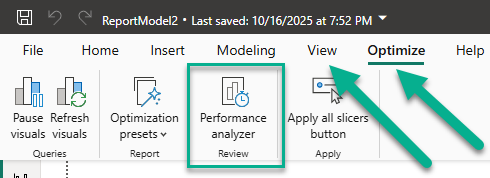 ReportModel2 • Last saved: 10/16/2025 at 7:52 PM
File Home Insert Modeling View Optimize Help
Pause visuals
Refresh visuals
Optimization presets
Performance analyzer
Apply all slicers button
Queries Report Review Apply